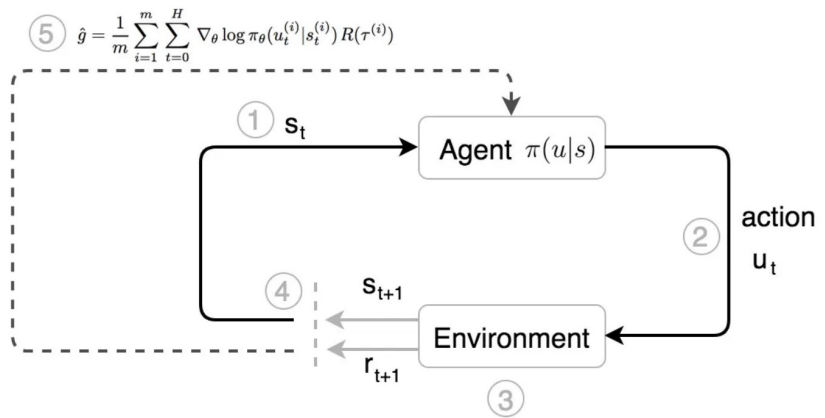 ⑤ ĝ = 1/m ∑_{i=1}^{m} ∑_{t=0}^{H} ∇_θ log π_θ(u_t^{(i)}|s_t^{(i)}) R(τ^{(i)})
① s_t
Agent π(u|s)
② action
u_t
④ s_{t+1}
Environment
r_{t+1}
③